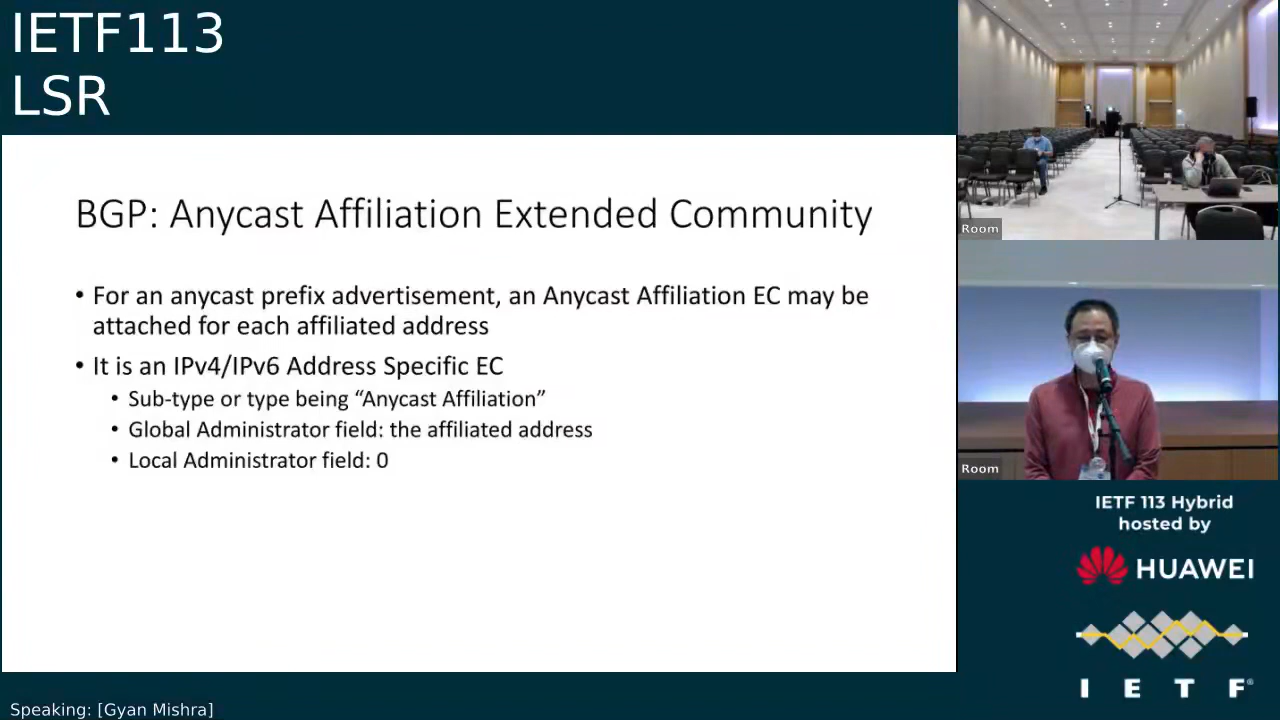 IETF113
LSR
BGP: Anycast Affiliation Extended Community
• For an anycast prefix advertisement, an Anycast Affiliation EC may be
attached for each affiliated address
• It is an IPv4/IPv6 Address Specific EC
• Sub-type or type being “Anycast Affiliation”
• Global Administrator field: the affiliated address
• Local Administrator field: 0
Room
Room
IETF 113 Hybrid
hosted by
HUAWEI
I E T F®
Speaking: [Gyan Mishra]